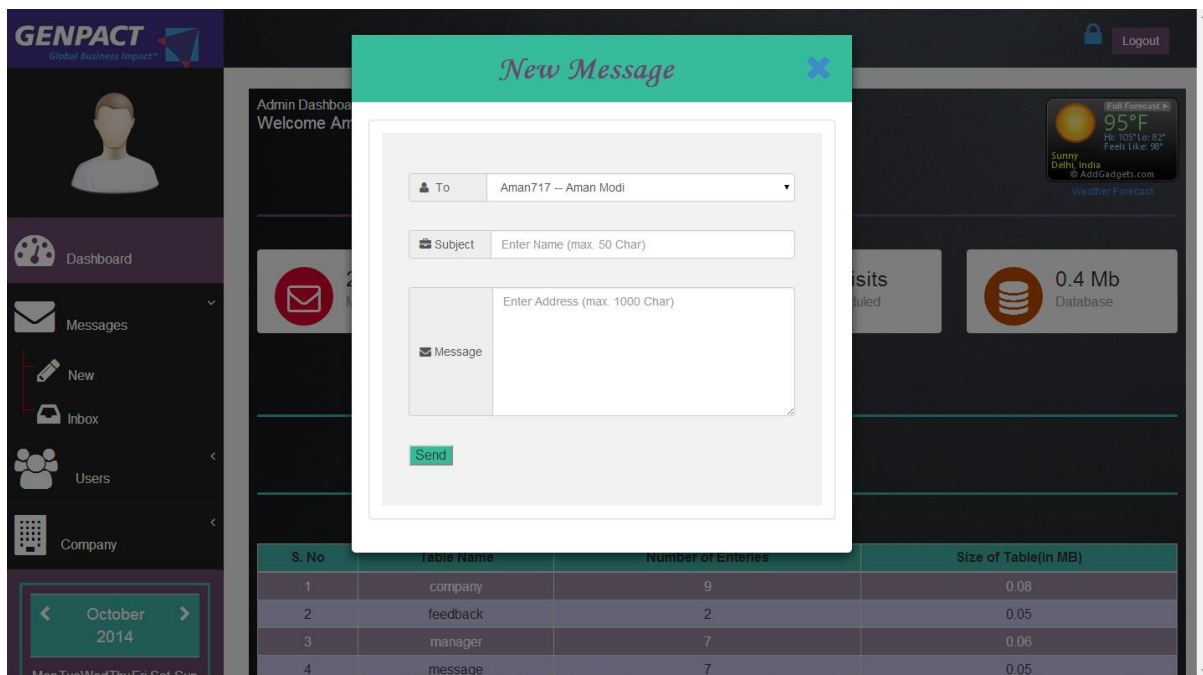 GENPACT
Global Business Impact
Logout
New Message
Admin Dashboa
Welcome Am
Full Forecast >
95°F
Hi: 105° Lo: 82°
Feels Like: 98°
Sunny
Delhi, India
© AddGadgets.com
Weather Forecast
To
Aman717 -- Aman Modi
Subject
Enter Name (max. 50 Char)
Message
Enter Address (max. 1000 Char)
Send
Dashboard
Messages
New
Inbox
Users
Company
October
2014
isits
duled
0.4 Mb
Database
S. No Table Name Number of Enteries Size of Table(in MB)
1 company 9 0.08
2 feedback 2 0.05
3 manager 7 0.06
4 message 7 0.05